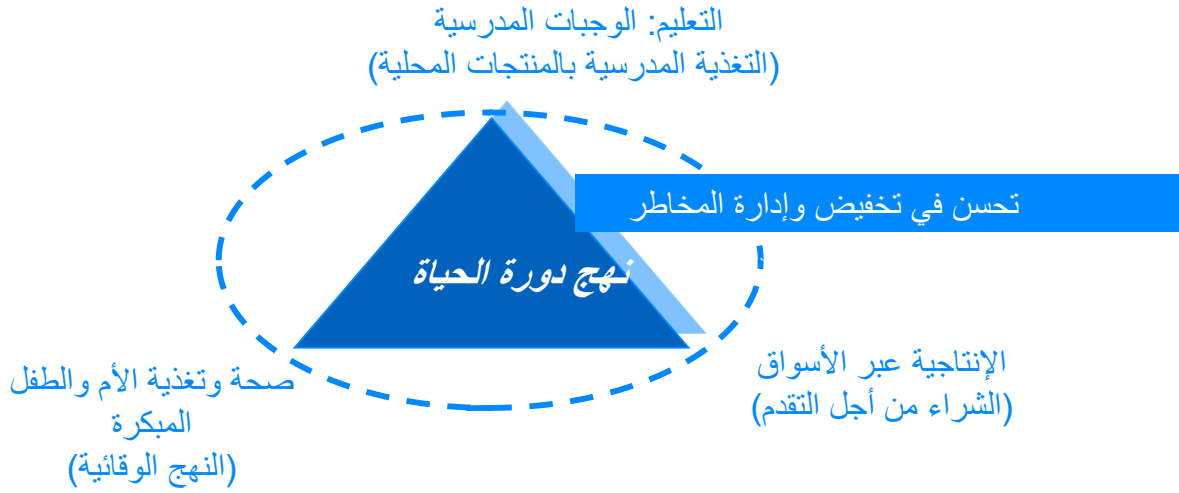 التعليم: الوجبات المدرسية
(التغذية المدرسية بالمنتجات المحلية)
تحسن في تخفيض وإدارة المخاطر
نهج دورة الحياة
الإنتاجية عبر الأسواق
(الشراء من أجل التقدم)
صحة وتغذية الأم والطفل
المبكرة
(النهج الوقائية)